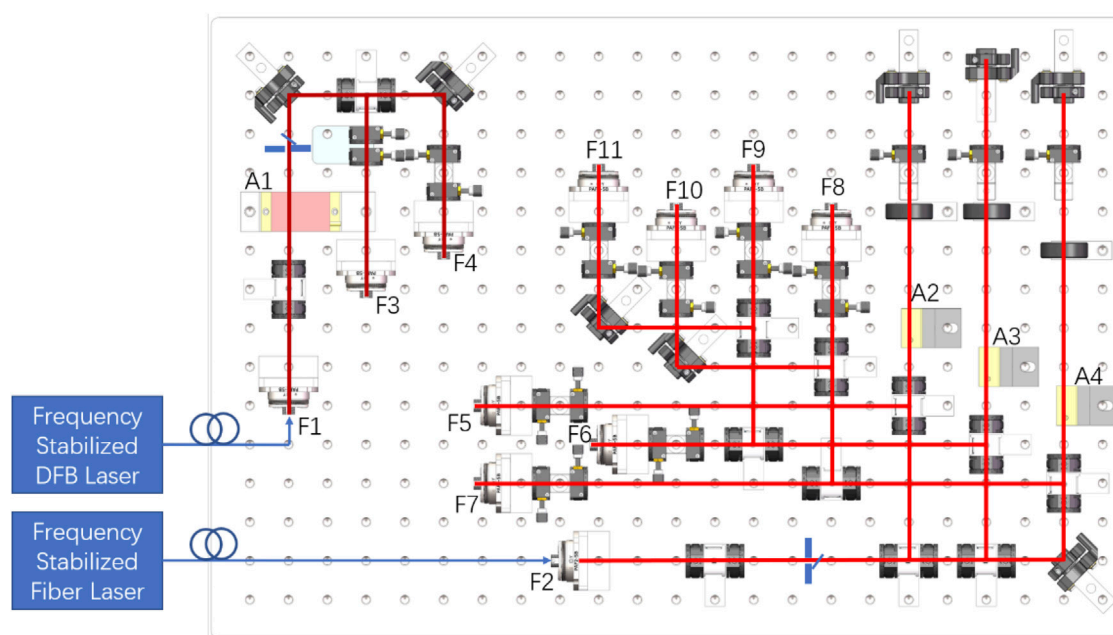 A1
F11
F9
F10
F8
F4
F3
A2
A3
A4
F1
F5
F6
F7
F2
Frequency
Stabilized
DFB Laser
Frequency
Stabilized
Fiber Laser